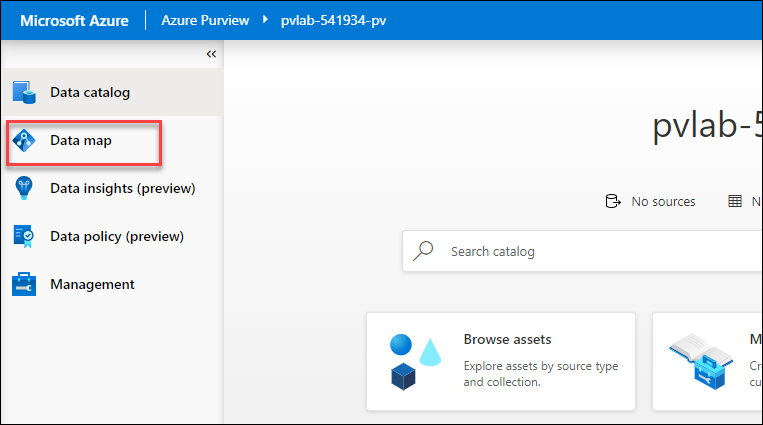 Microsoft Azure Azure Purview pvlab-541934-pv
Data catalog
Data map
Data insights (preview)
Data policy (preview)
Management
pvlab-5
No sources
Search catalog
Browse assets
Explore assets by source type
and collection.